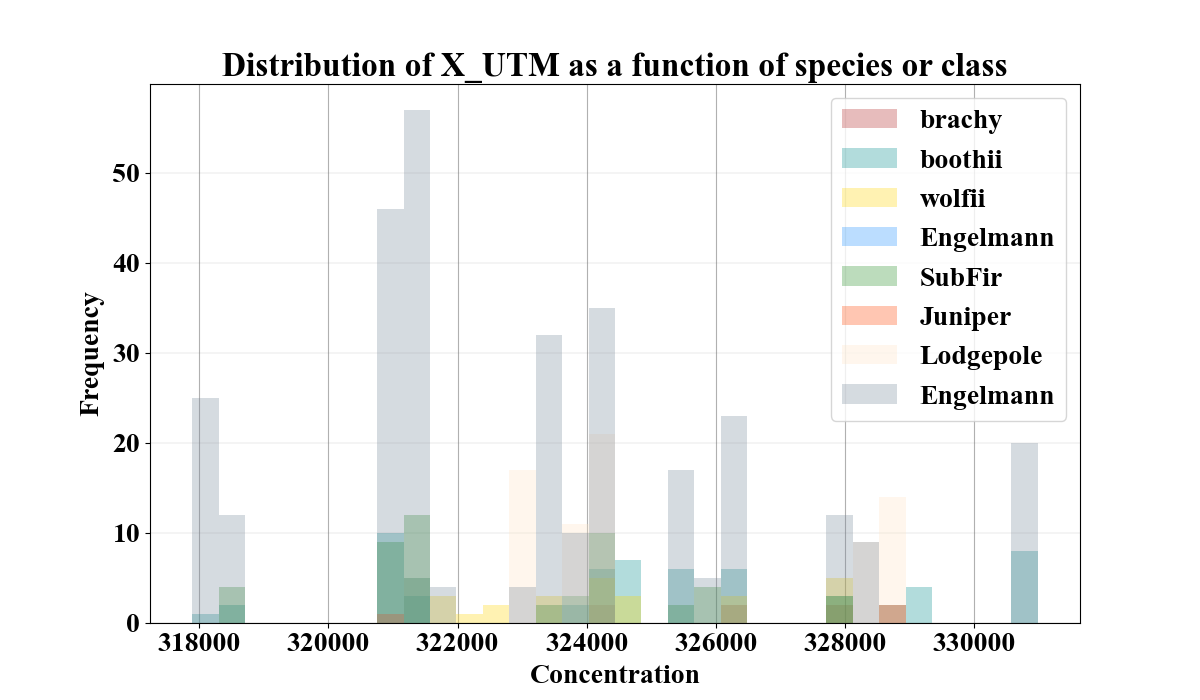 Distribution of X_UTM as a function of species or class
brachy
boothii
wolfii
Engelmann
SubFir
Juniper
Lodgepole
Engelmann
Frequency
50
40
30
20
10
0
318000 320000 322000 324000 326000 328000 330000
Concentration